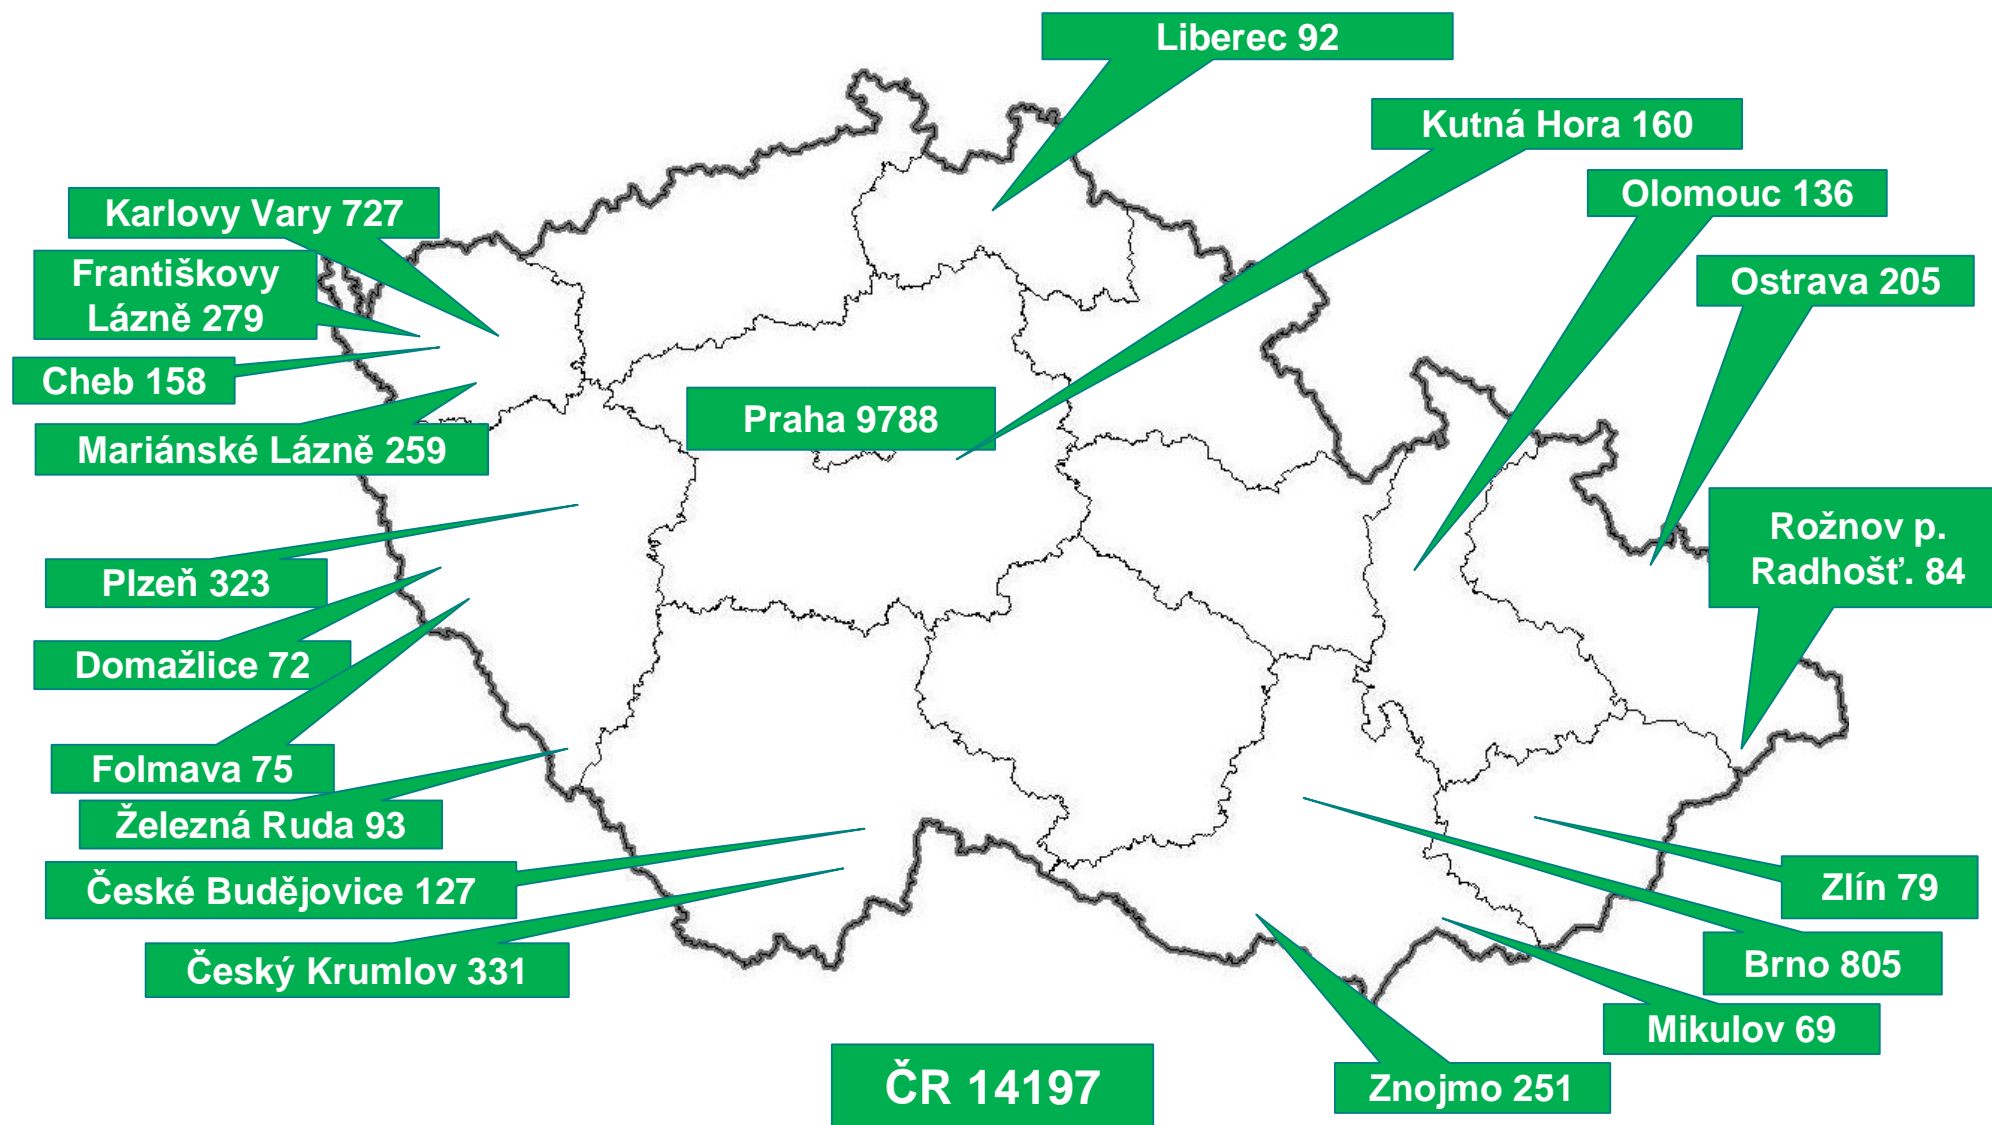 Liberec 92
Kutná Hora 160
Olomouc 136
Karlovy Vary 727
Františkovy
Lázně 279
Ostrava 205
Cheb 158
Praha 9788
Mariánské Lázně 259
Rožnov p.
Radhošť. 84
Plzeň 323
Domažlice 72
Folmava 75
Železná Ruda 93
České Budějovice 127
Zlín 79
Český Krumlov 331
Brno 805
Mikulov 69
ČR 14197
Znojmo 251